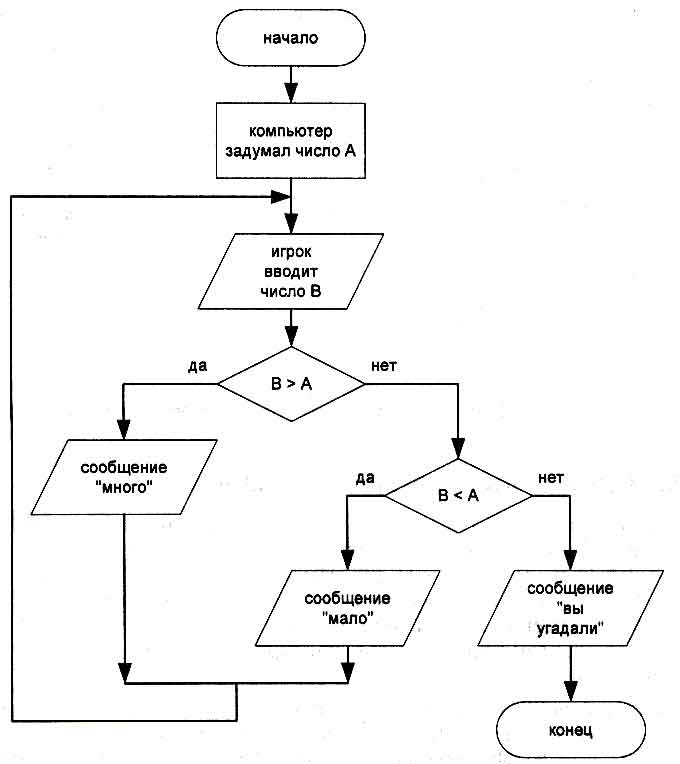 начало
компьютер
задумал число А
игрок
вводит
число В
да
нет
В > А
сообщение
"много"
да
нет
В < А
сообщение
"мало"
сообщение
"вы
угадали"
конец